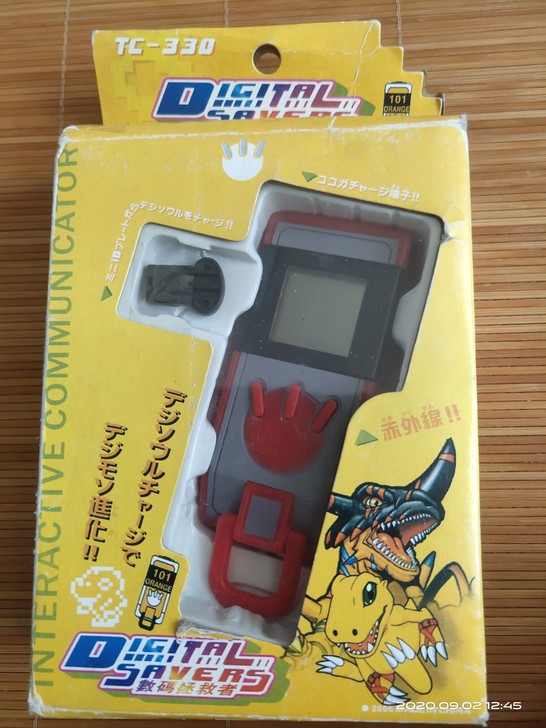 TC-330
DIGITAL
SAVERS
101
ORANGE
INTERACTIVE COMMUNICATOR
ココガチャージ端子!!
ミニIDプレートから
デジソウルをチャージ!!
赤外線!!
デジソウルチャージで
デジモン進化!!
101
ORANGE
DIGITAL
SAVERS
數碼拯救者
2020.09.02 12:45